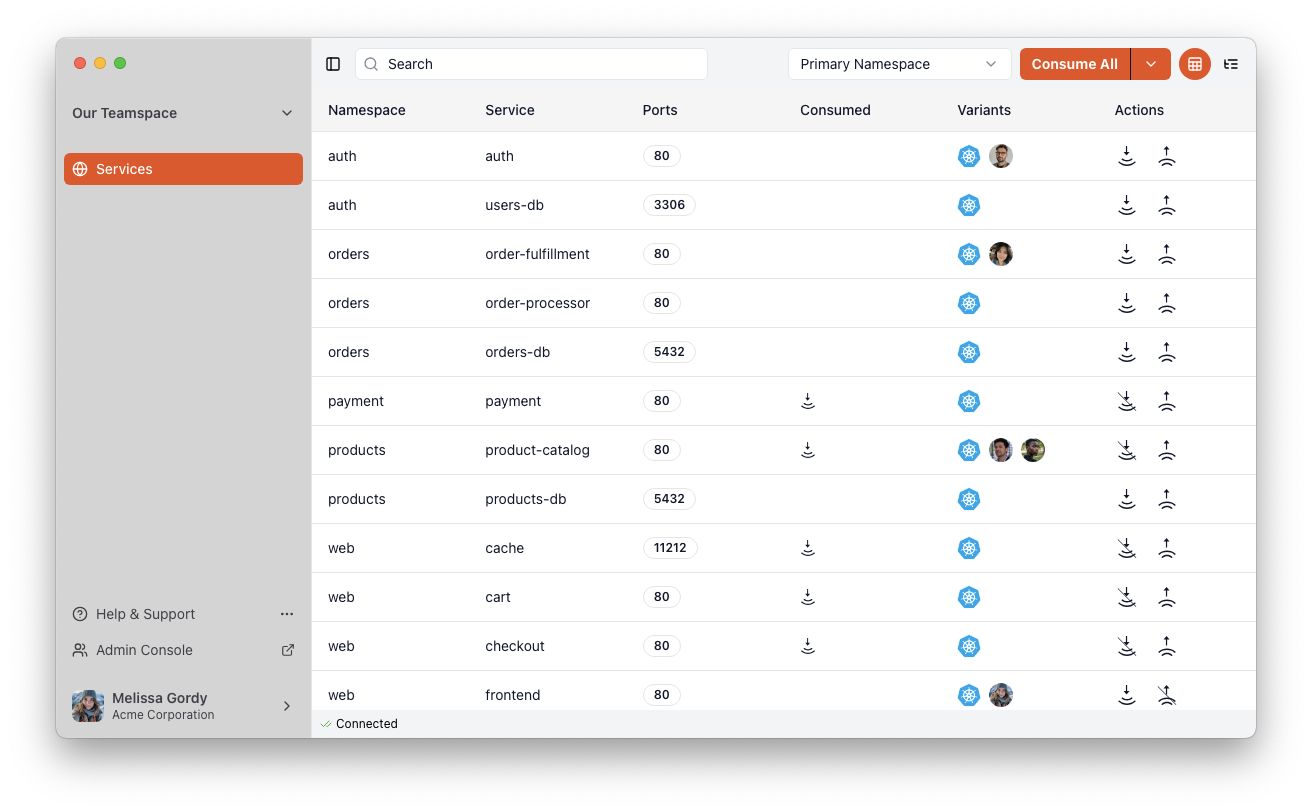 Search
Primary Namespace
Consume All
Our Teamspace
Services
Help & Support
Admin Console
Melissa Gordy
Acme Corporation
Namespace Service Ports Consumed Variants Actions
auth auth 80
auth users-db 3306
orders order-fulfillment 80
orders order-processor 80
orders orders-db 5432
payment payment 80
products product-catalog 80
products products-db 5432
web cache 11212
web cart 80
web checkout 80
web frontend 80
Connected